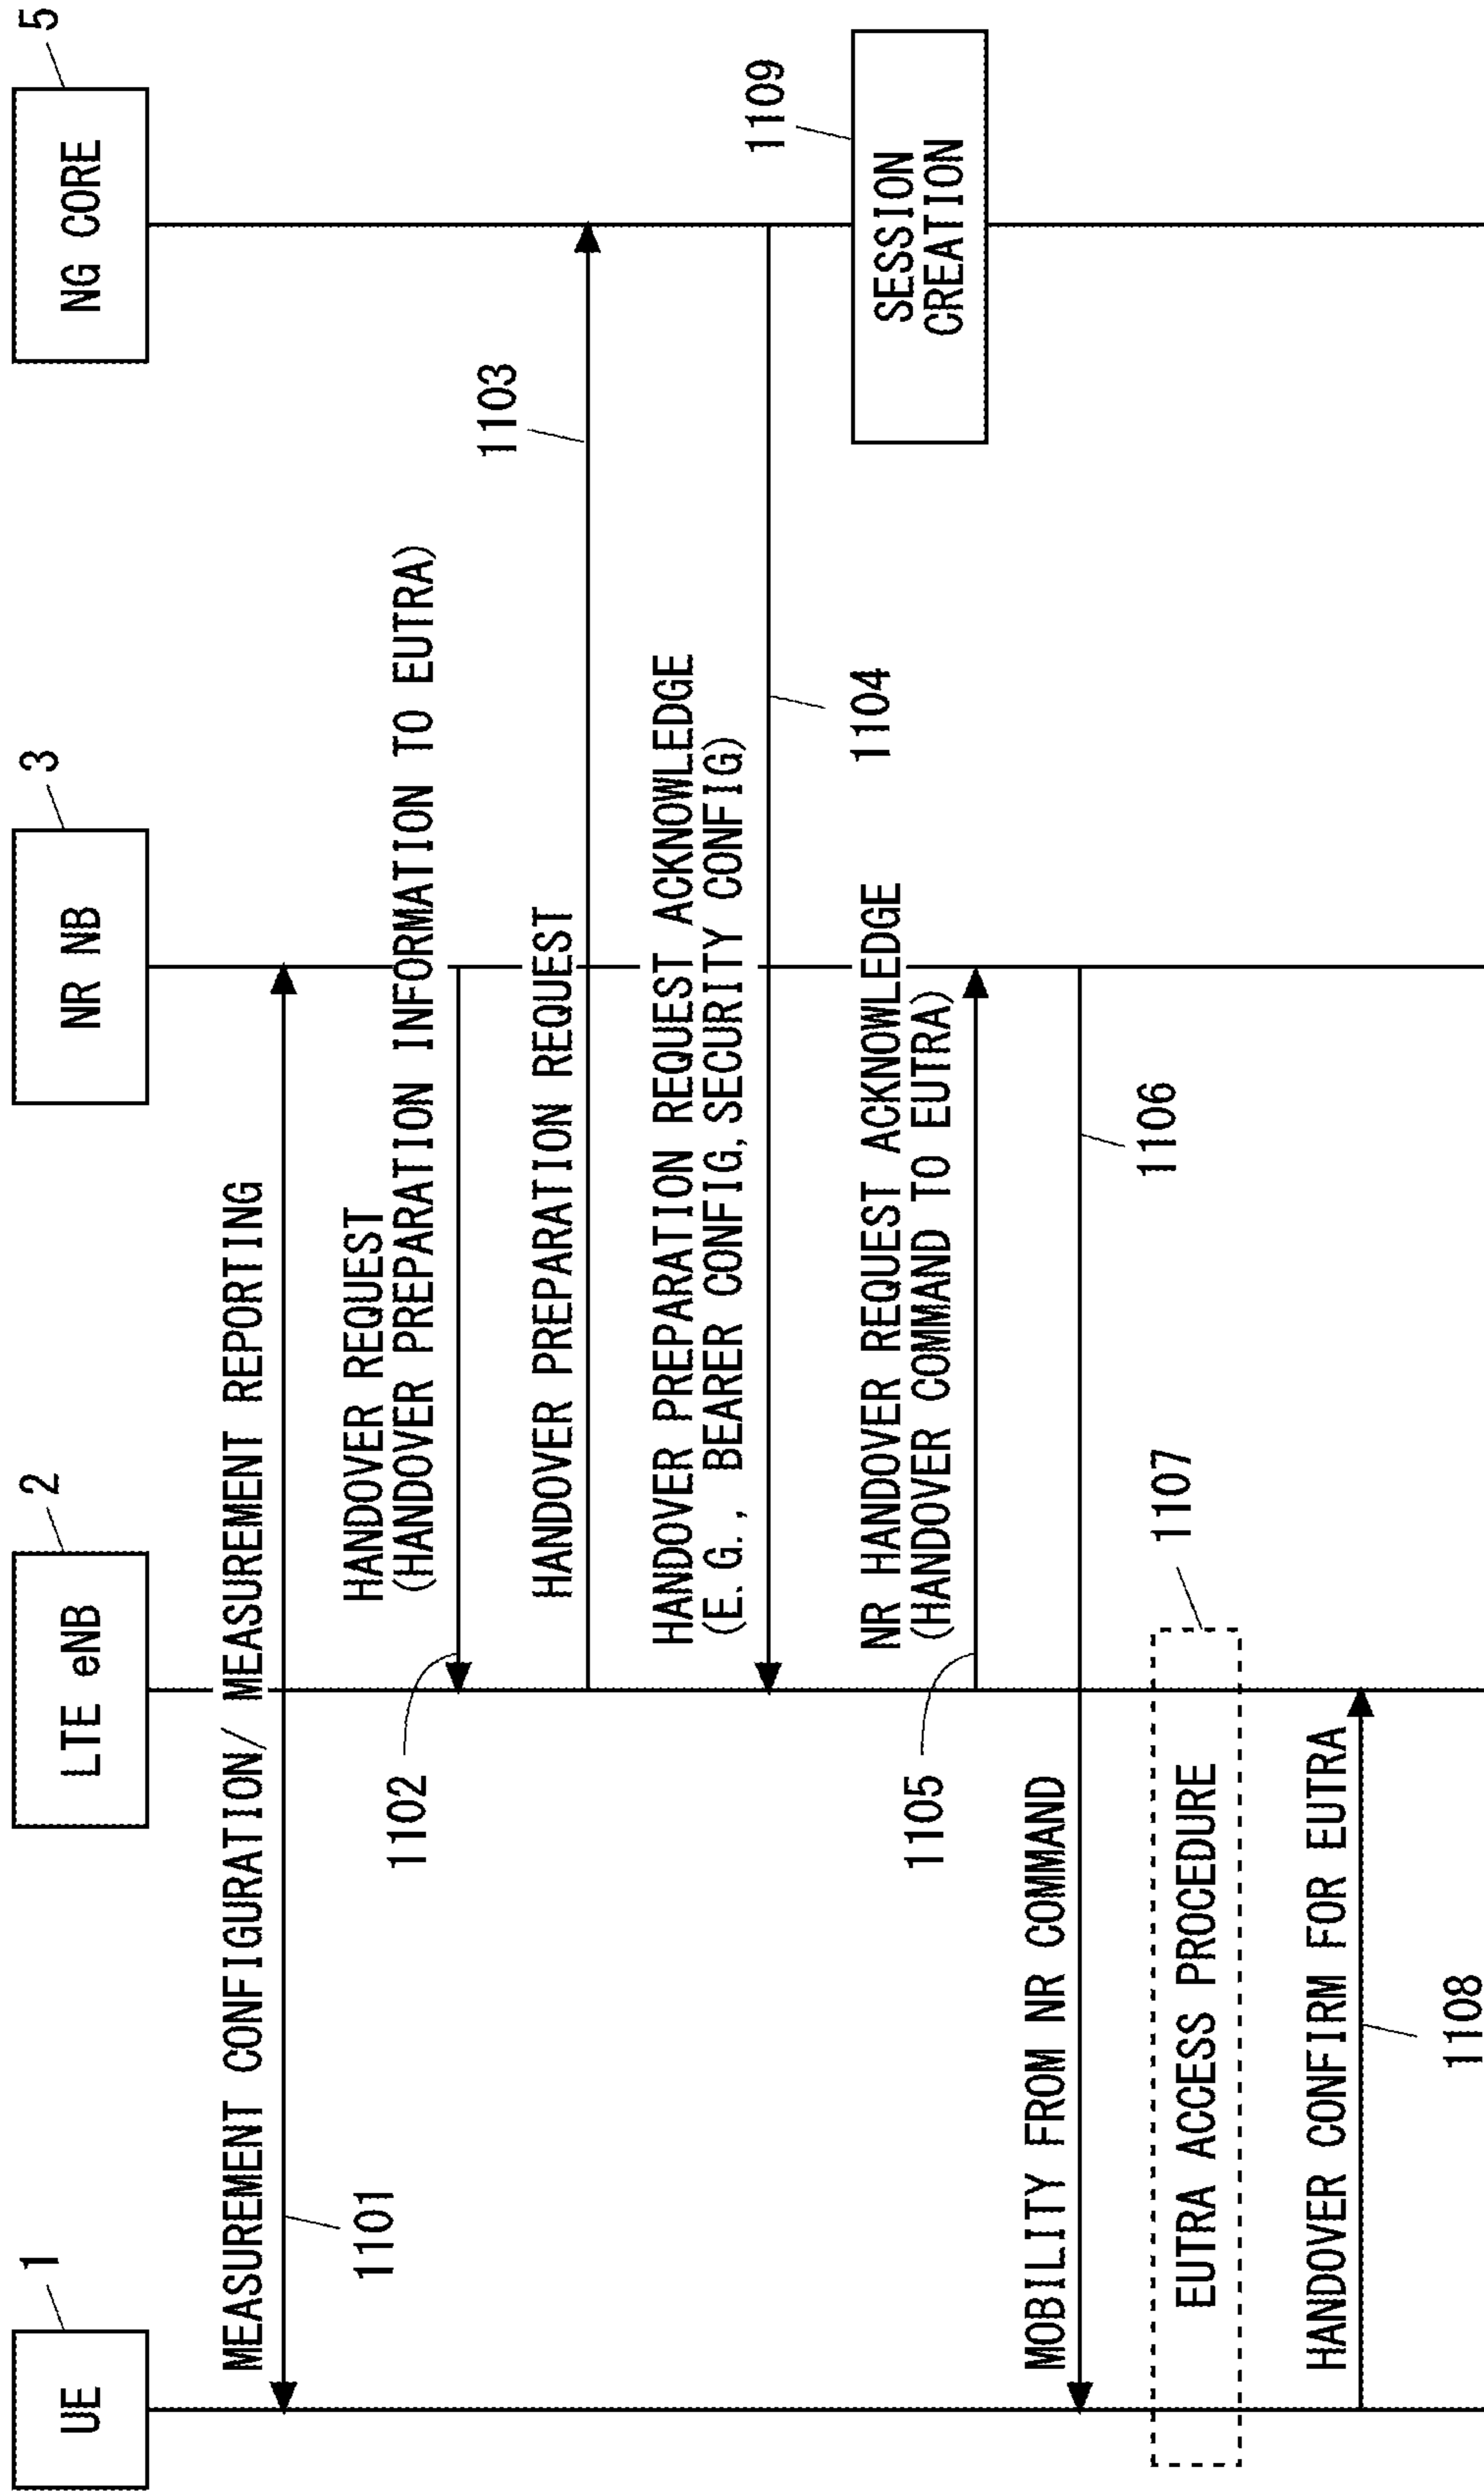 UE
1
LTE eNB
2
NR NB
3
NG CORE
5
MEASUREMENT CONFIGURATION/ MEASUREMENT REPORTING
1101
HANDOVER REQUEST
(HANDOVER PREPARATION INFORMATION TO EUTRA)
1102
HANDOVER PREPARATION REQUEST
1103
HANDOVER PREPARATION REQUEST ACKNOWLEDGE
(E.G., BEARER CONFIG, SECURITY CONFIG)
1104
SESSION
CREATION
1109
NR HANDOVER REQUEST ACKNOWLEDGE
(HANDOVER COMMAND TO EUTRA)
1105
MOBILITY FROM NR COMMAND
1106
EUTRA ACCESS PROCEDURE
1107
HANDOVER CONFIRM FOR EUTRA
1108